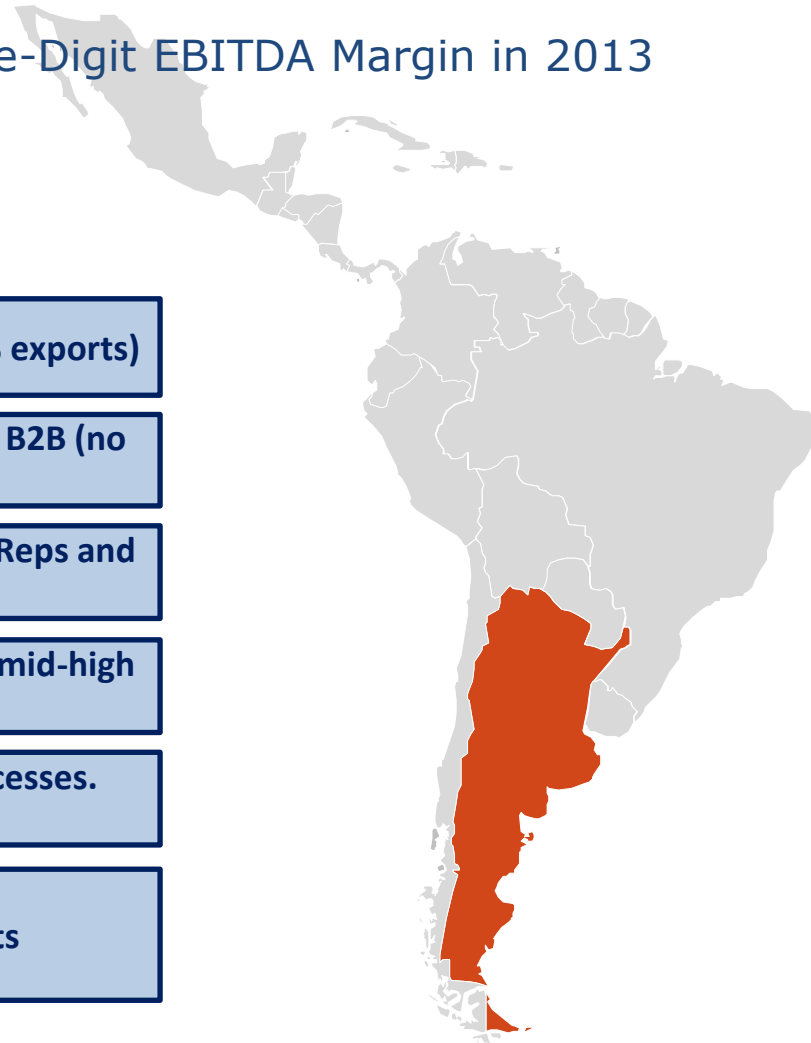 e-Digit EBITDA Margin in 2013
exports)
B2B (no
Reps and
mid-high
cesses.
ts